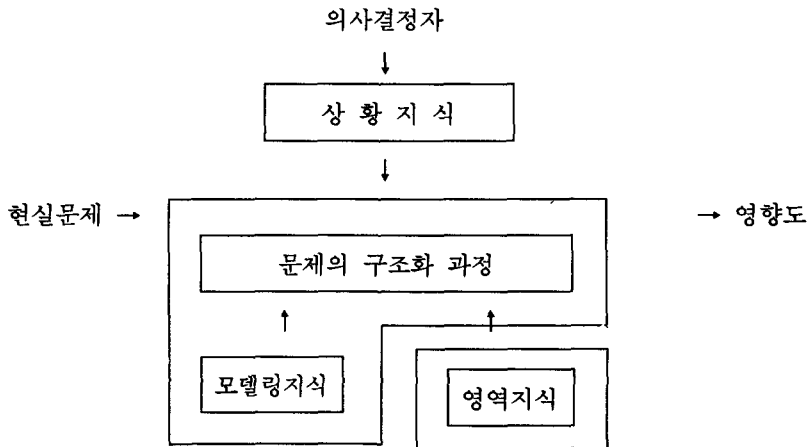 의사결정자
↓
상 황 지 식
↓
현실문제 → → 영향도
문제의 구조화 과정
↑ ↑
모델링지식 영역지식